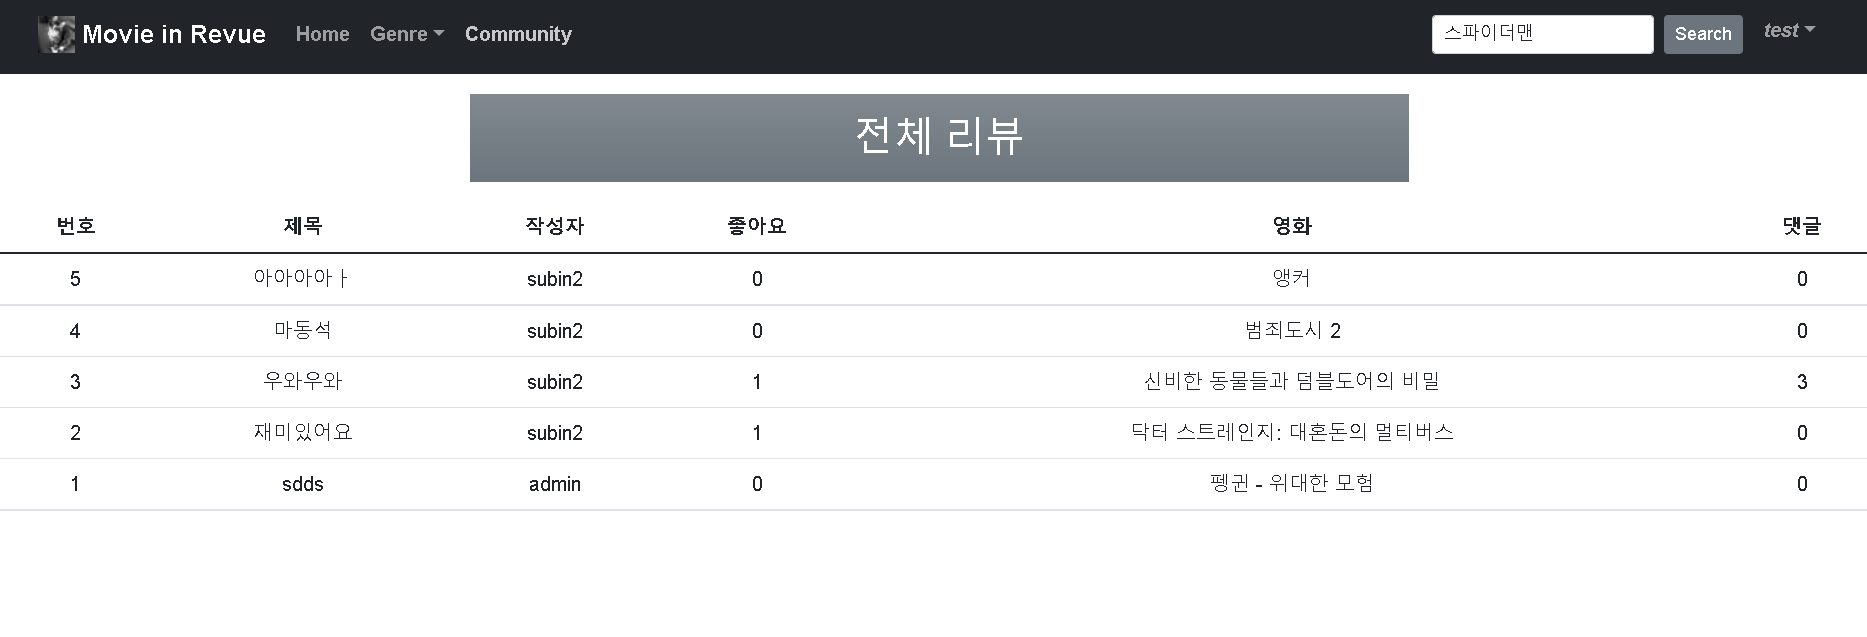 Movie in Revue Home Genre Community 스파이더맨 Search test
전체 리뷰
번호 제목 작성자 좋아요 영화 댓글
5 아아아아ㅏ subin2 0 앵커 0
4 마동석 subin2 0 범죄도시 2 0
3 우와우와 subin2 1 신비한 동물들과 덤블도어의 비밀 3
2 재미있어요 subin2 1 닥터 스트레인지: 대혼돈의 멀티버스 0
1 sdds admin 0 펭귄 - 위대한 모험 0